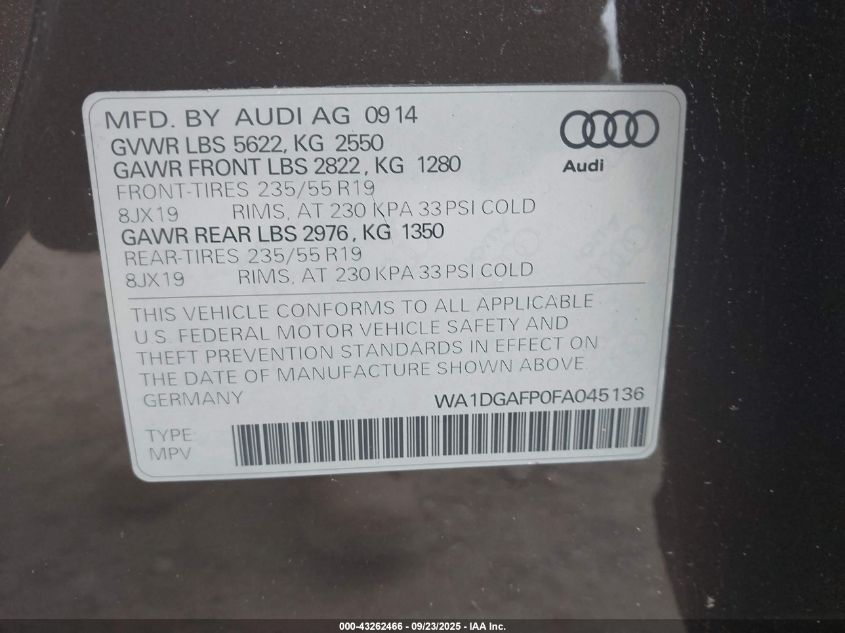 MFD. BY AUDI AG 09 14
GVWR LBS 5622, KG 2550
GAWR FRONT LBS 2822, KG 1280
FRONT-TIRES 235/55 R19
8JX19 RIMS, AT 230 KPA 33 PSI COLD
GAWR REAR LBS 2976, KG 1350
REAR-TIRES 235/55 R19
8JX19 RIMS, AT 230 KPA 33 PSI COLD
Audi
THIS VEHICLE CONFORMS TO ALL APPLICABLE
U.S. FEDERAL MOTOR VEHICLE SAFETY AND
THEFT PREVENTION STANDARDS IN EFFECT ON
THE DATE OF MANUFACTURE SHOWN ABOVE.
GERMANY WA1DGAFP0FA045136
TYPE:
MPV
000-43262466 - 09/23/2025 - IAA Inc.